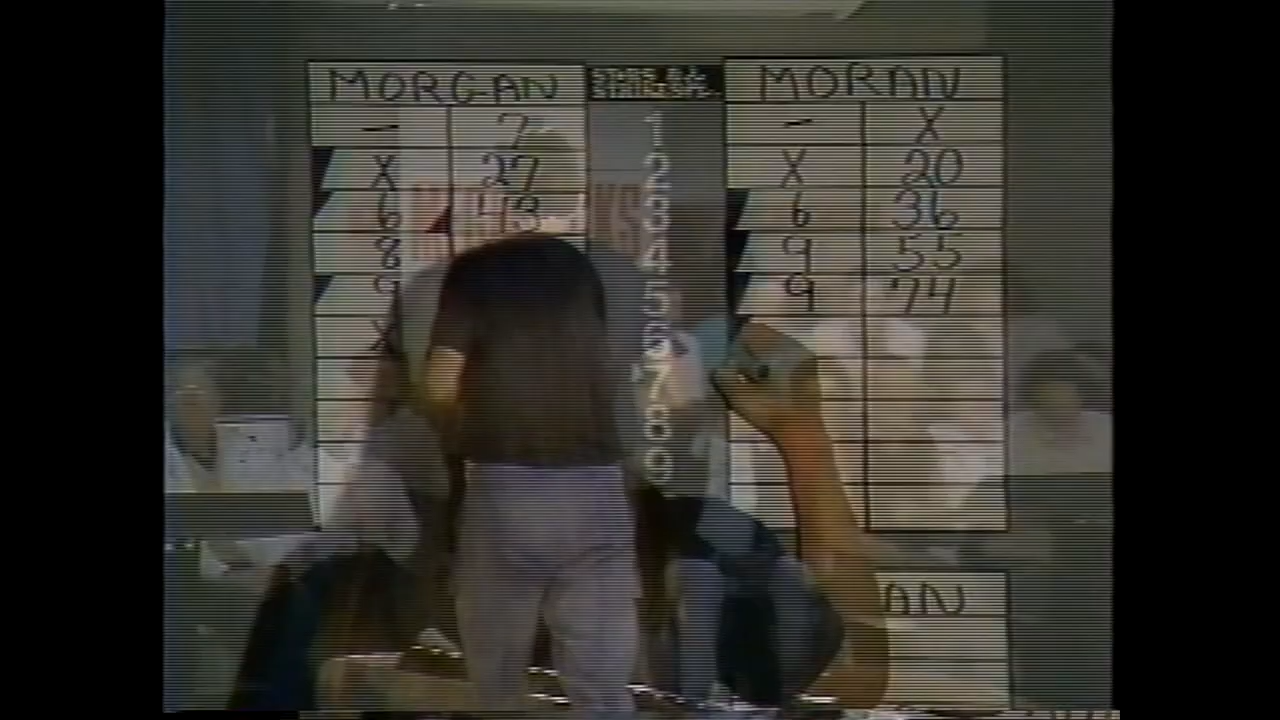 MORGAN MORAN
- 7 1 - X
X 27 2 X 20
6 43 3 6 36
8 4 9 55
9 5 9 74
X 6
7
8
9
AN